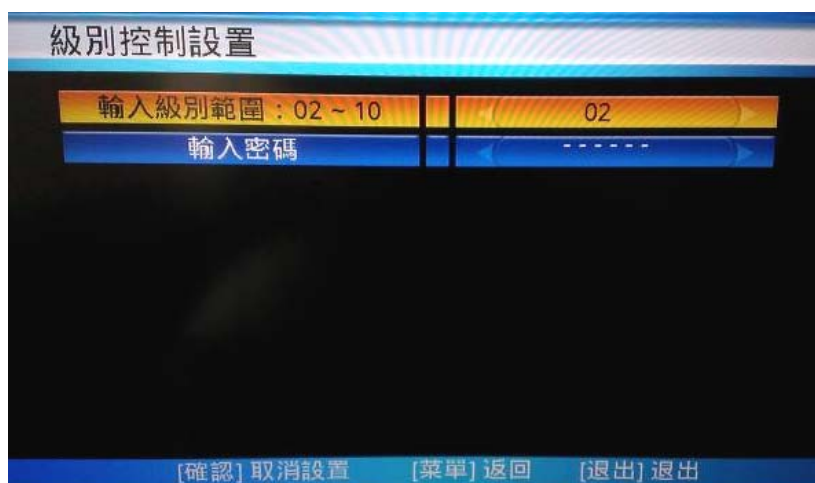 級別控制設置
輸入級別範圍：02 ~ 10 02
輸入密碼 ------
[確認] 取消設置 [菜單] 返回 [退出] 退出